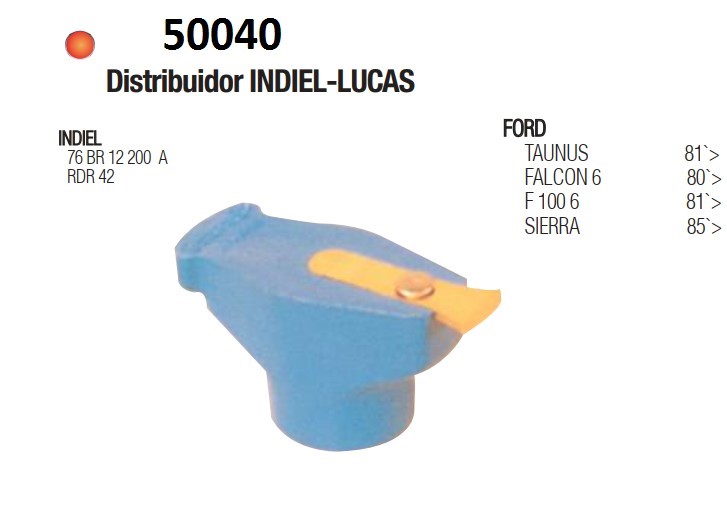 50040
Distribuidor INDIEL-LUCAS
INDIEL
76 BR 12 200 A
RDR 42
FORD
TAUNUS 81`>
FALCON 6 80`>
F 100 6 81`>
SIERRA 85`>